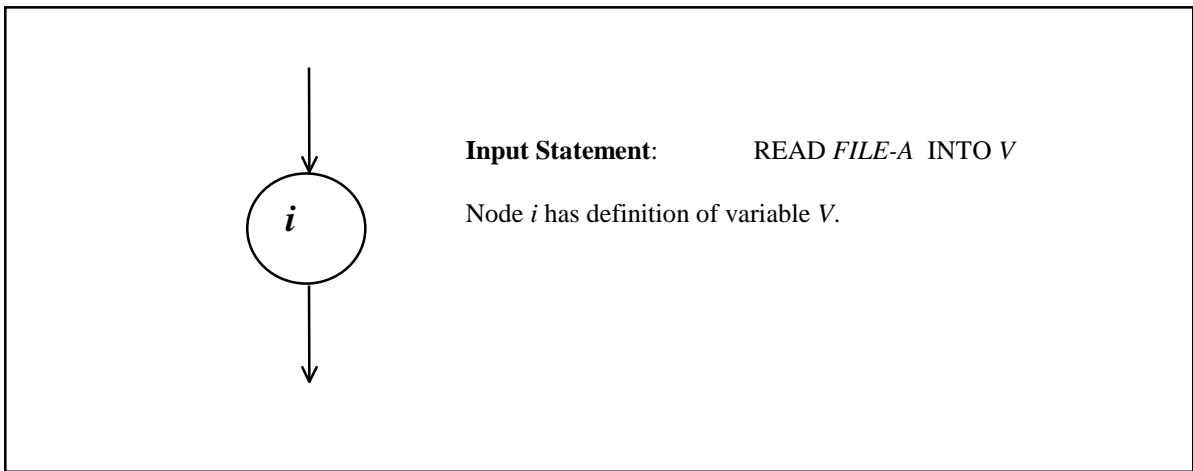 Input Statement: READ FILE-A INTO V
i
Node i has definition of variable V.